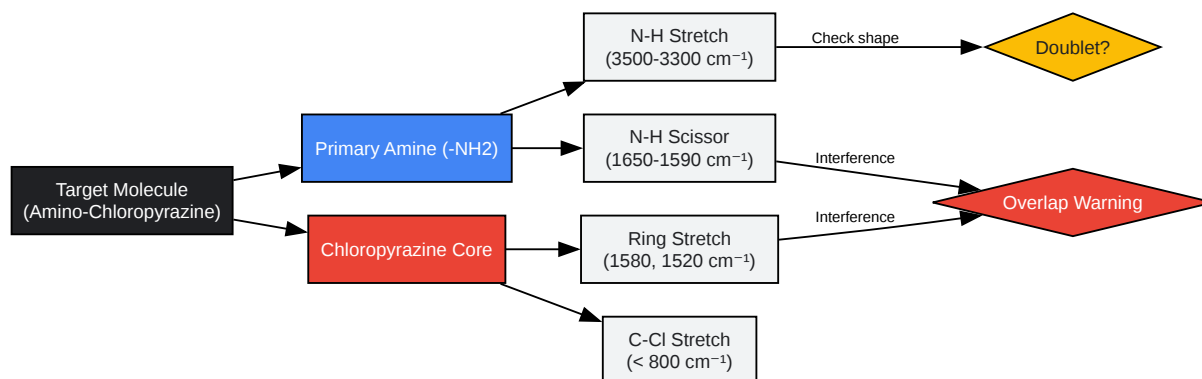 N-H Stretch
(3500-3300 cm⁻¹)
Check shape
Doublet?
Primary Amine (-NH2)
N-H Scissor
(1650-1590 cm⁻¹)
Interference
Target Molecule
(Amino-Chloropyrazine)
Overlap Warning
Interference
Chloropyrazine Core
Ring Stretch
(1580, 1520 cm⁻¹)
C-Cl Stretch
(< 800 cm⁻¹)